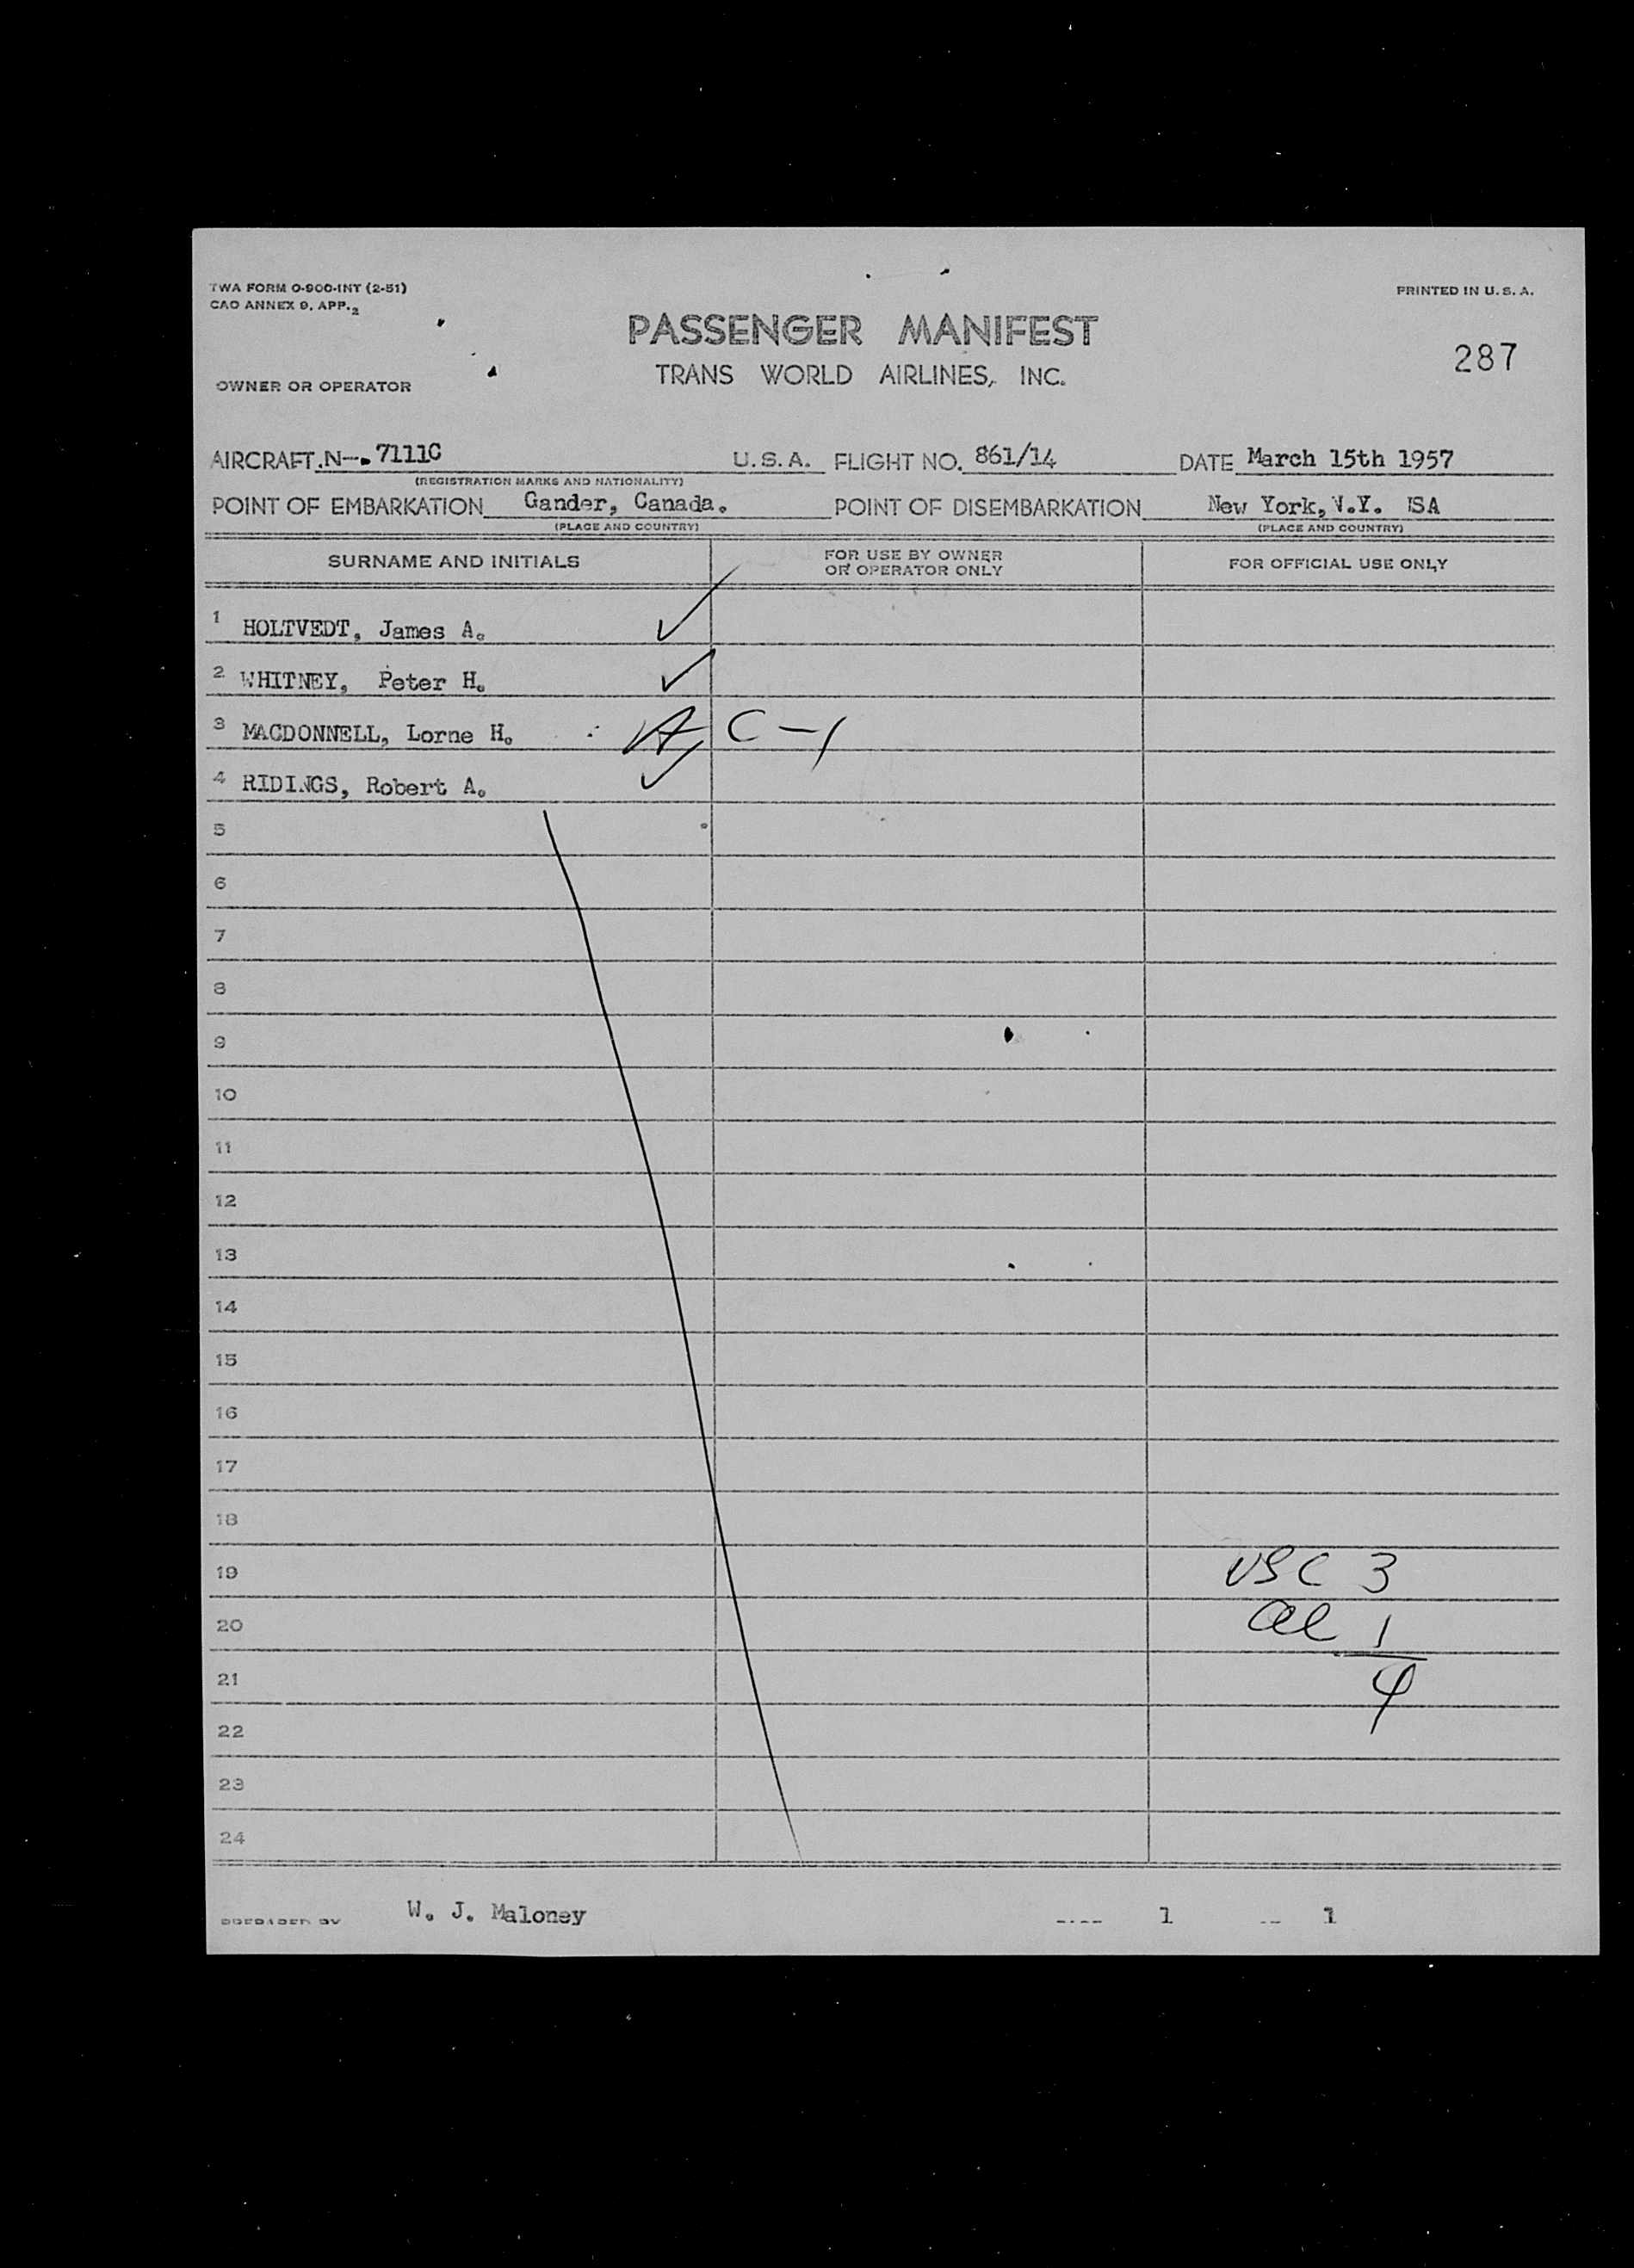 TWA FORM O-900-INT (2-51)
CAO ANNEX 9, APP. 2
PRINTED IN U. S. A.
PASSENGER MANIFEST
TRANS WORLD AIRLINES, INC.
287
OWNER OR OPERATOR
AIRCRAFT. N-. 7111C U.S.A. FLIGHT NO. 861/14 DATE March 15th 1957
(REGISTRATION MARKS AND NATIONALITY)
POINT OF EMBARKATION Gander, Canada. POINT OF DISEMBARKATION New York, N.Y. USA
(PLACE AND COUNTRY) (PLACE AND COUNTRY)
SURNAME AND INITIALS FOR USE BY OWNER OR OPERATOR ONLY FOR OFFICIAL USE ONLY
1 HOLTVEDT, James A. ✓
2 WHITNEY, Peter H. ✓
3 MACDONNELL, Lorne H. A C-1
4 RIDINGS, Robert A. ✓
5
6
7
8
9
10
11
12
13
14
15
16
17
18
19 USC 3
20 al 1
21 4
22
23
24
PREPARED BY W. J. Maloney 1 1